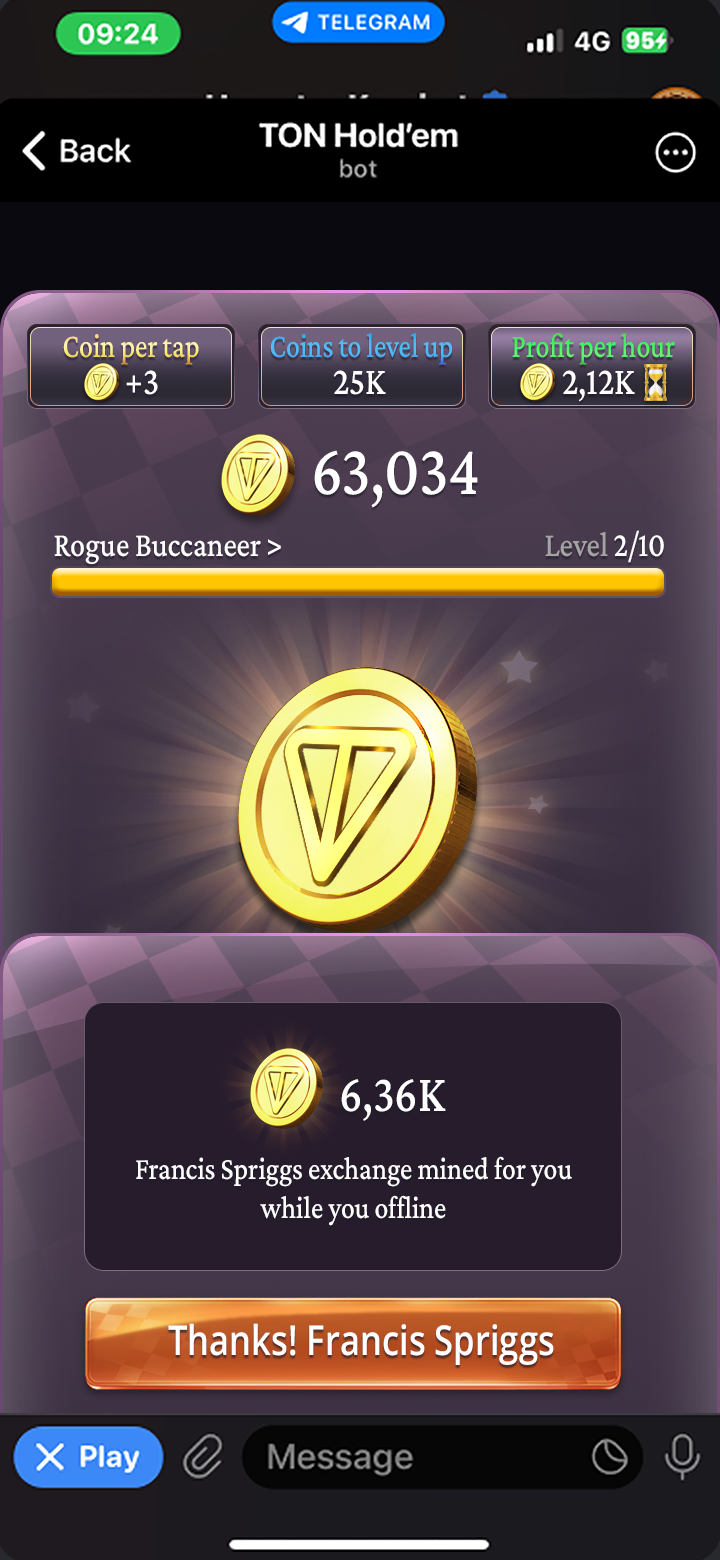 09:24
TELEGRAM
4G
95
Back
TON Hold’em
bot
Coin per tap
+3
Coins to level up
25K
Profit per hour
2,12K
63,034
Rogue Buccaneer >
Level 2/10
6,36K
Francis Spriggs exchange mined for you
while you offline
Thanks! Francis Spriggs
Play
Message